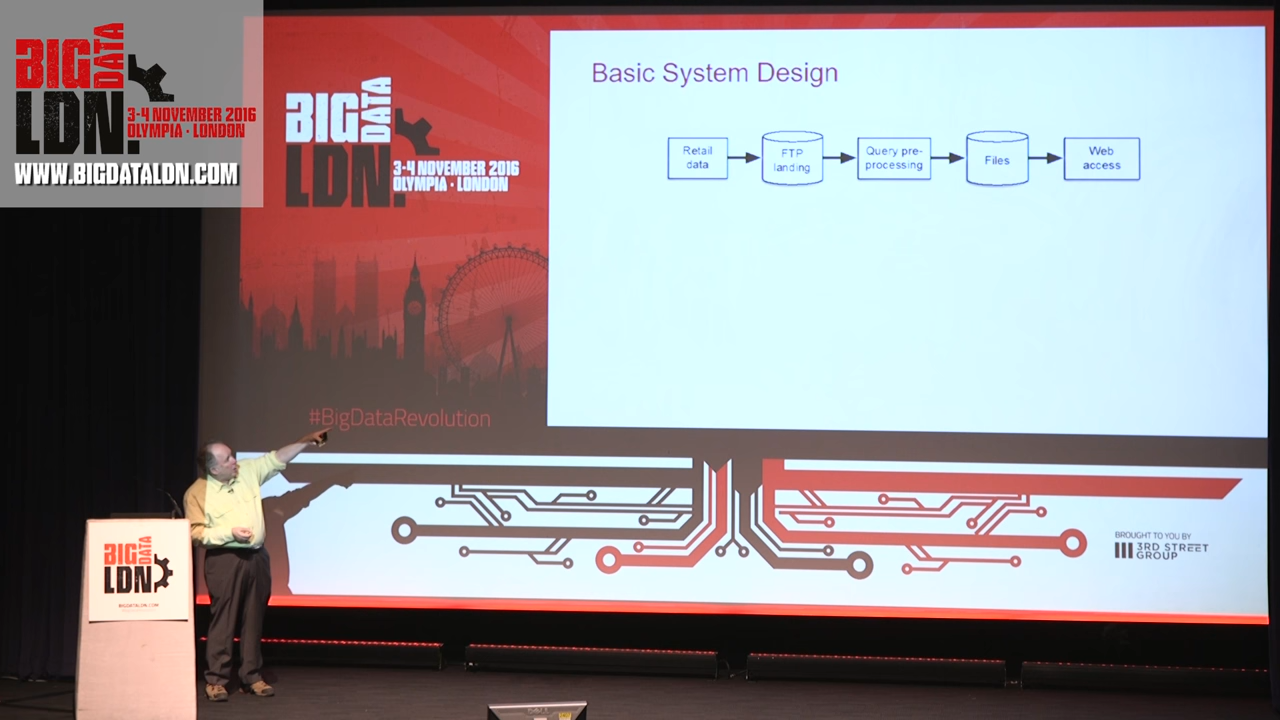 BIG DATA
LDN.
3-4 NOVEMBER 2016
OLYMPIA · LONDON
WWW.BIGDATALDN.COM
BIG DATA
LDN.
3-4 NOVEMBER 2016
OLYMPIA · LONDON
#BigDataRevolution
Basic System Design
Retail
data
FTP
landing
Query pre-
processing
Files
Web
access
BROUGHT TO YOU BY
3RD STREET
GROUP
BIG DATA
LDN
BIGDATALDN.COM